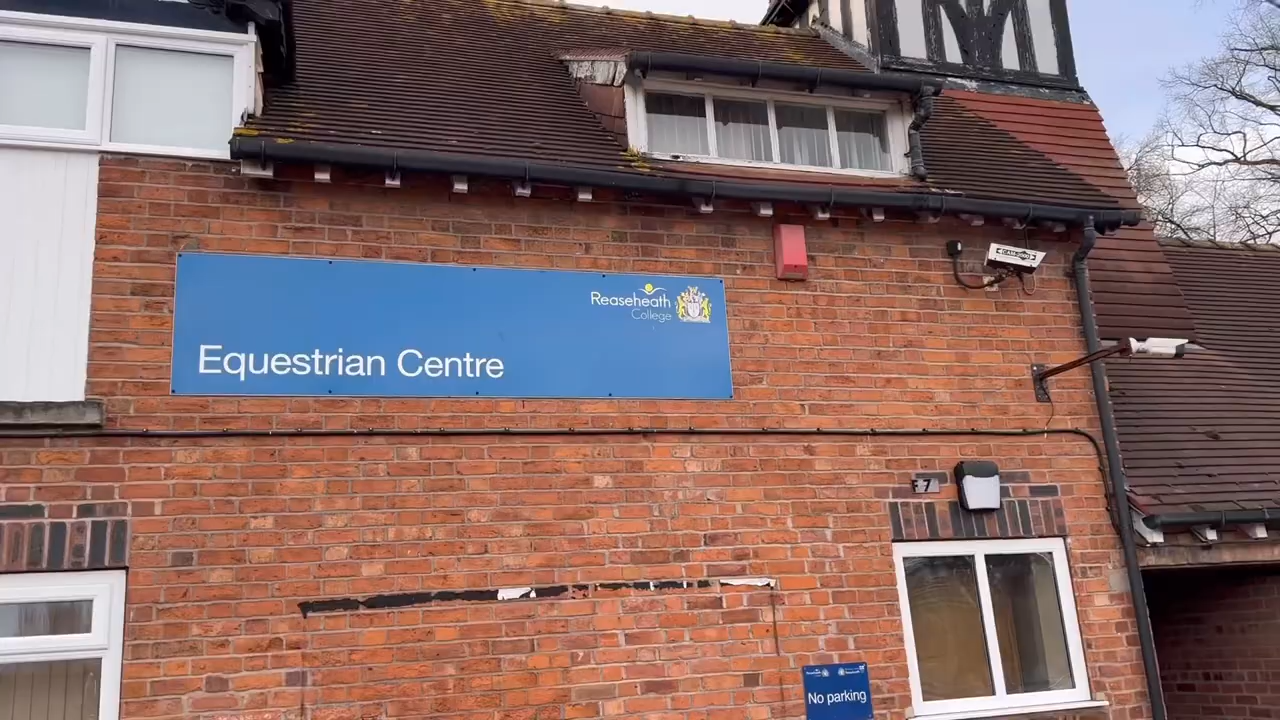 Reaseheath
College
Equestrian Centre
7
No parking